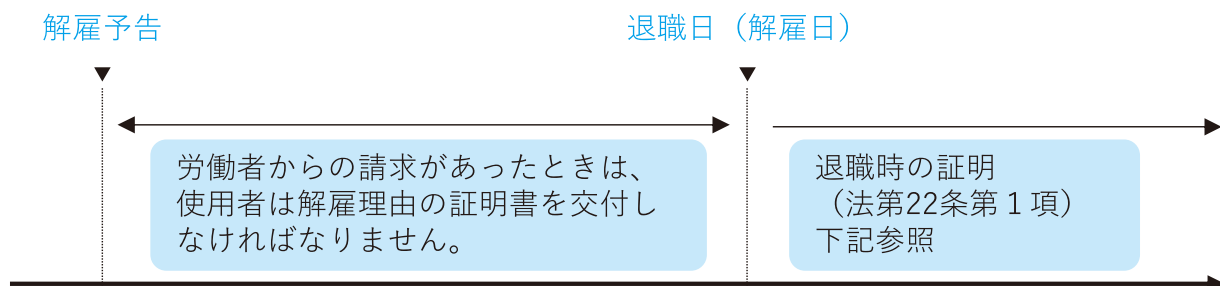 解雇予告
退職日（解雇日）
労働者からの請求があったときは、
使用者は解雇理由の証明書を交付し
なければなりません。
退職時の証明
（法第22条第１項）
下記参照